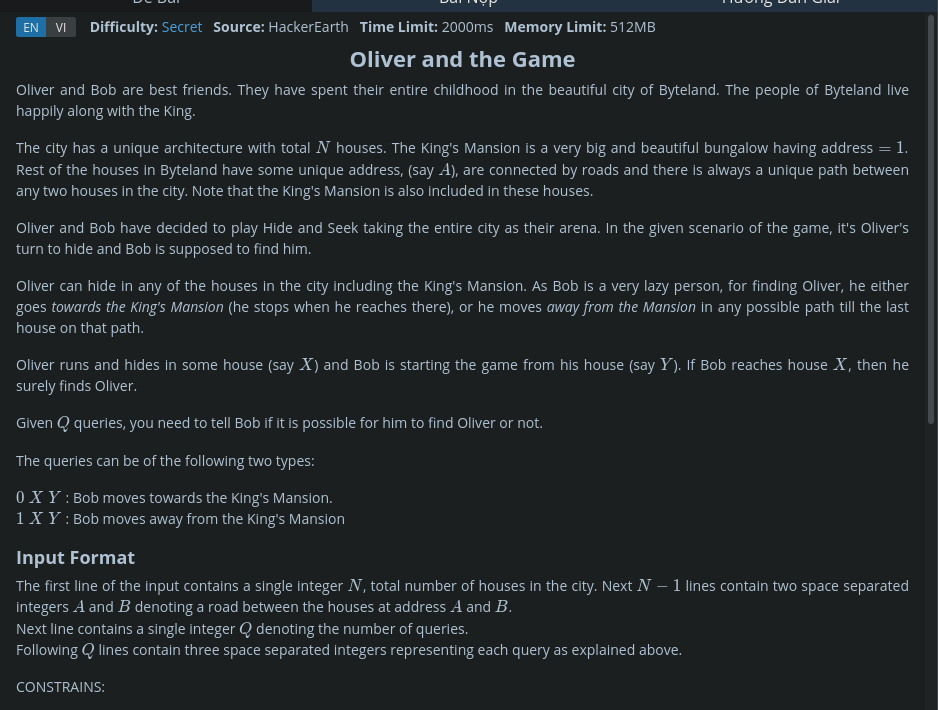 Đề Bài Bài Nộp Hướng Dẫn Giải
EN VI Difficulty: Secret Source: HackerEarth Time Limit: 2000ms Memory Limit: 512MB
Oliver and the Game
Oliver and Bob are best friends. They have spent their entire childhood in the beautiful city of Byteland. The people of Byteland live
happily along with the King.
The city has a unique architecture with total N houses. The King's Mansion is a very big and beautiful bungalow having address = 1.
Rest of the houses in Byteland have some unique address, (say A), are connected by roads and there is always a unique path between
any two houses in the city. Note that the King's Mansion is also included in these houses.
Oliver and Bob have decided to play Hide and Seek taking the entire city as their arena. In the given scenario of the game, it's Oliver's
turn to hide and Bob is supposed to find him.
Oliver can hide in any of the houses in the city including the King's Mansion. As Bob is a very lazy person, for finding Oliver, he either
goes towards the King's Mansion (he stops when he reaches there), or he moves away from the Mansion in any possible path till the last
house on that path.
Oliver runs and hides in some house (say X) and Bob is starting the game from his house (say Y). If Bob reaches house X, then he
surely finds Oliver.
Given Q queries, you need to tell Bob if it is possible for him to find Oliver or not.
The queries can be of the following two types:
0 X Y : Bob moves towards the King's Mansion.
1 X Y : Bob moves away from the King's Mansion
Input Format
The first line of the input contains a single integer N, total number of houses in the city. Next N − 1 lines contain two space separated
integers A and B denoting a road between the houses at address A and B.
Next line contains a single integer Q denoting the number of queries.
Following Q lines contain three space separated integers representing each query as explained above.
CONSTRAINS: